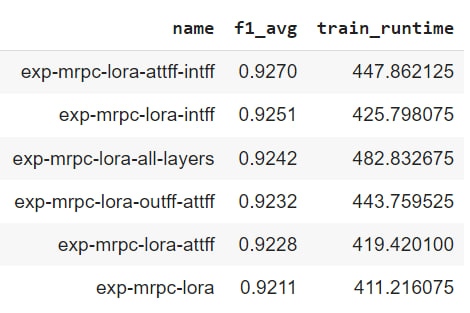 name f1_avg train_runtime
exp-mrpc-lora-attff-intff 0.9270 447.862125
exp-mrpc-lora-intff 0.9251 425.798075
exp-mrpc-lora-all-layers 0.9242 482.832675
exp-mrpc-lora-outff-attff 0.9232 443.759525
exp-mrpc-lora-attff 0.9228 419.420100
exp-mrpc-lora 0.9211 411.216075